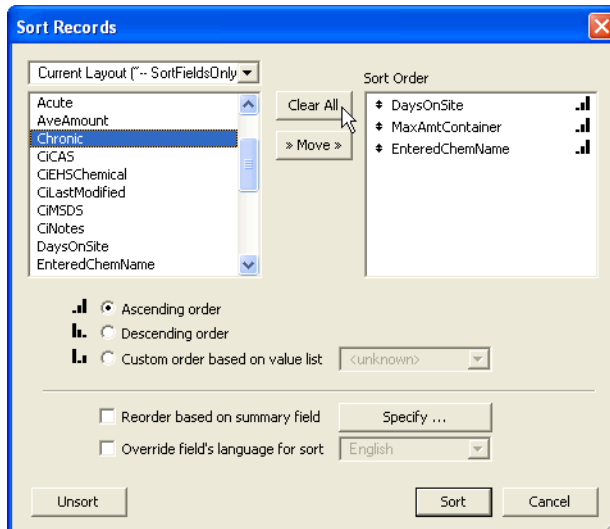 Sort Records
Current Layout ("-- SortFieldsOnly
Sort Order
Acute
AveAmount
Chronic
CiCAS
CiEHSChemical
CiLastModified
CiMSDS
CiNotes
DaysOnSite
EnteredChemName
Clear All
» Move »
DaysOnSite
MaxAmtContainer
EnteredChemName
Ascending order
Descending order
Custom order based on value list
<unknown>
Reorder based on summary field
Specify ...
Override field's language for sort
English
Unsort
Sort
Cancel